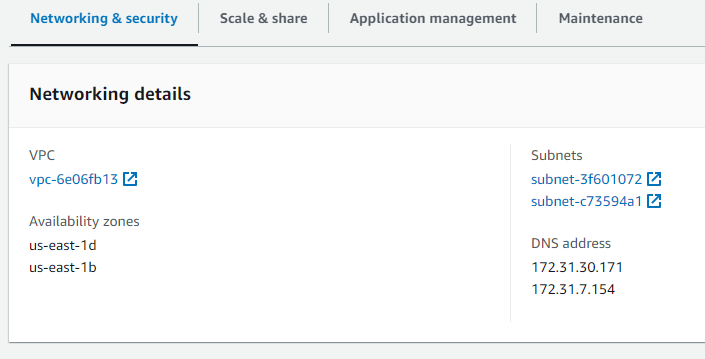 Networking & security Scale & share Application management Maintenance
Networking details
VPC
vpc-6e06fb13
Availability zones
us-east-1d
us-east-1b
Subnets
subnet-3f601072
subnet-c73594a1
DNS address
172.31.30.171
172.31.7.154